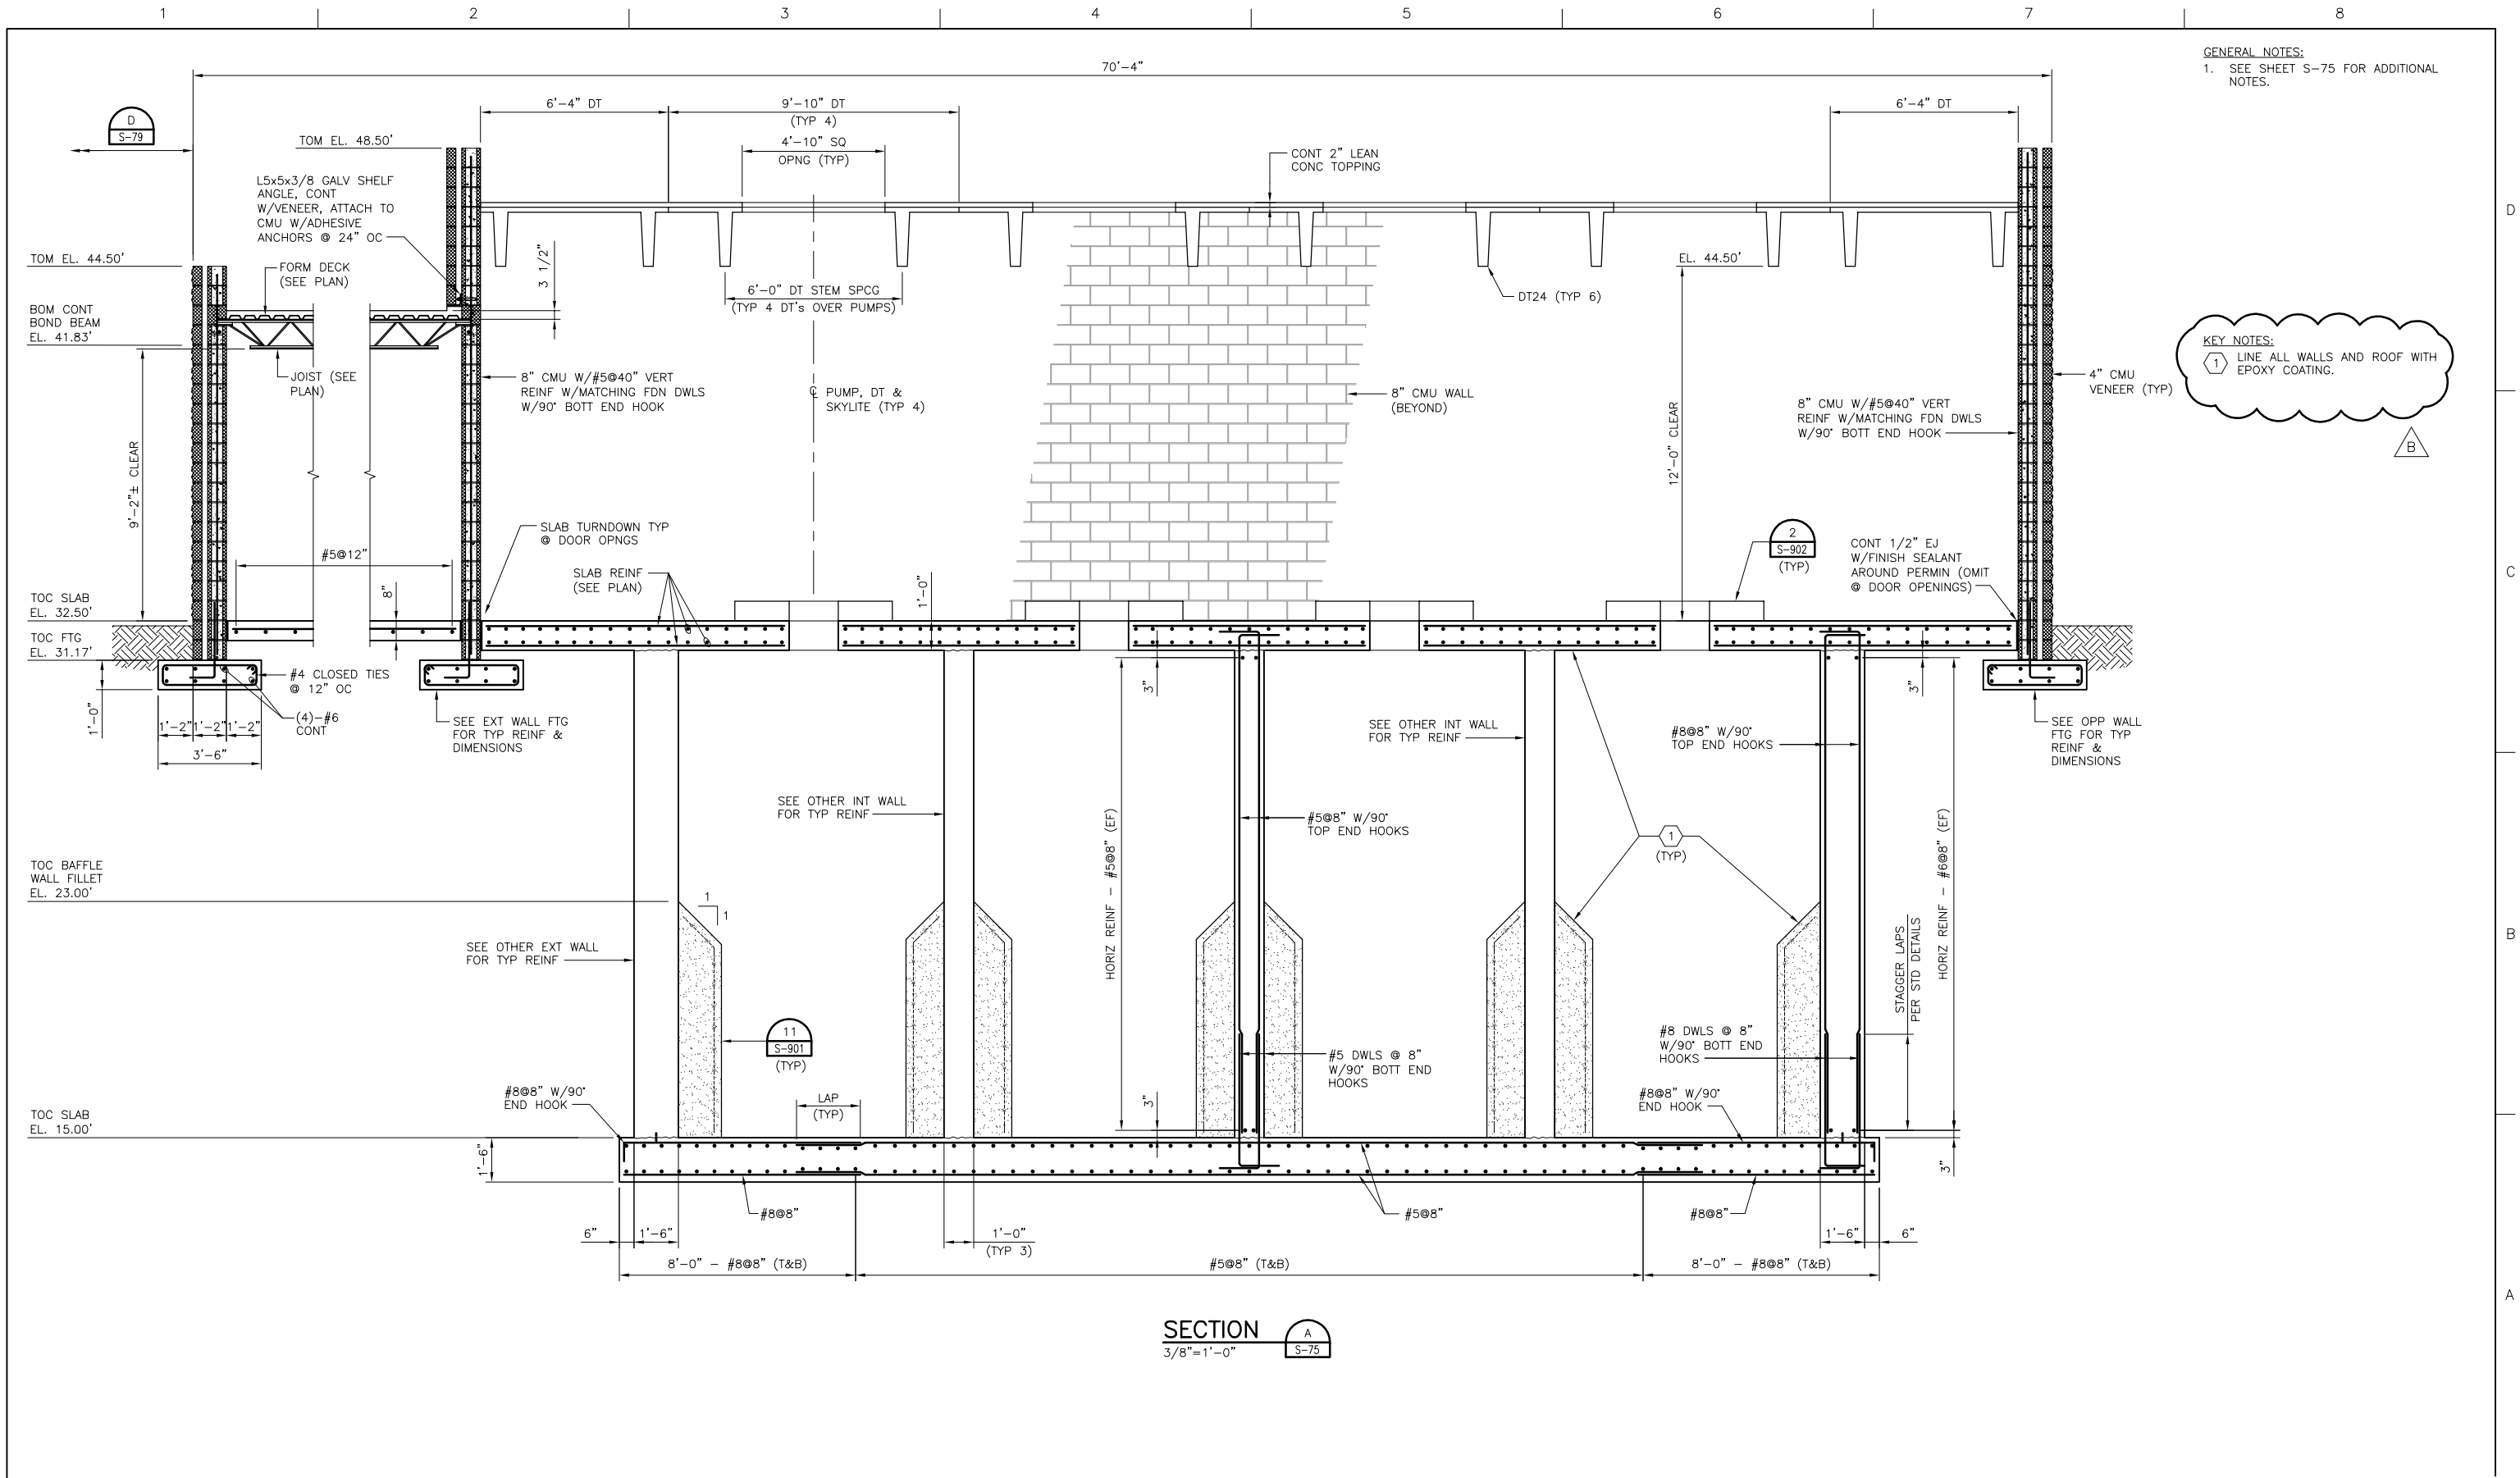 1 2 3 4 5 6 7 8
GENERAL NOTES:
1. SEE SHEET S-75 FOR ADDITIONAL
NOTES.
70'-4"
D
S-79
6'-4" DT
9'-10" DT
(TYP 4)
4'-10" SQ
OPNG (TYP)
6'-4" DT
TOM EL. 48.50'
CONT 2" LEAN
CONC TOPPING
L5x5x3/8 GALV SHELF
ANGLE, CONT
W/VENEER, ATTACH TO
CMU W/ADHESIVE
ANCHORS @ 24" OC
D
TOM EL. 44.50'
FORM DECK
(SEE PLAN)
3 1/2"
EL. 44.50'
6'-0" DT STEM SPCG
(TYP 4 DT's OVER PUMPS)
DT24 (TYP 6)
BOM CONT
BOND BEAM
EL. 41.83'
KEY NOTES:
1 LINE ALL WALLS AND ROOF WITH
EPOXY COATING.
B
JOIST (SEE
PLAN)
8" CMU W/#5@40" VERT
REINF W/MATCHING FDN DWLS
W/90° BOTT END HOOK
℄ PUMP, DT &
SKYLITE (TYP 4)
8" CMU WALL
(BEYOND)
12'-0" CLEAR
8" CMU W/#5@40" VERT
REINF W/MATCHING FDN DWLS
W/90° BOTT END HOOK
4" CMU
VENEER (TYP)
9'-2"± CLEAR
SLAB TURNDOWN TYP
@ DOOR OPNGS
#5@12"
SLAB REINF
(SEE PLAN)
8"
1'-0"
2
S-902
(TYP)
CONT 1/2" EJ
W/FINISH SEALANT
AROUND PERMIN (OMIT
@ DOOR OPENINGS)
C
TOC SLAB
EL. 32.50'
TOC FTG
EL. 31.17'
#4 CLOSED TIES
@ 12" OC
(4)-#6
CONT
1'-0"
1'-2" 1'-2" 1'-2"
3'-6"
SEE EXT WALL FTG
FOR TYP REINF &
DIMENSIONS
3"
SEE OTHER INT WALL
FOR TYP REINF
#8@8" W/90°
TOP END HOOKS
3"
SEE OPP WALL
FTG FOR TYP
REINF &
DIMENSIONS
SEE OTHER INT WALL
FOR TYP REINF
HORIZ REINF - #5@8" (EF)
#5@8" W/90°
TOP END HOOKS
1
(TYP)
HORIZ REINF - #6@8" (EF)
TOC BAFFLE
WALL FILLET
EL. 23.00'
1
1
SEE OTHER EXT WALL
FOR TYP REINF
STAGGER LAPS
PER STD DETAILS
B
11
S-901
(TYP)
#5 DWLS @ 8"
W/90° BOTT END
HOOKS
#8 DWLS @ 8"
W/90° BOTT END
HOOKS
#8@8" W/90°
END HOOK
LAP
(TYP)
3"
#8@8" W/90°
END HOOK
TOC SLAB
EL. 15.00'
1'-6"
3"
#8@8"
#5@8"
#8@8"
6" 1'-6"
1'-0"
(TYP 3)
1'-6" 6"
8'-0" - #8@8" (T&B)
#5@8" (T&B)
8'-0" - #8@8" (T&B)
A
SECTION
3/8"=1'-0"
A
S-75